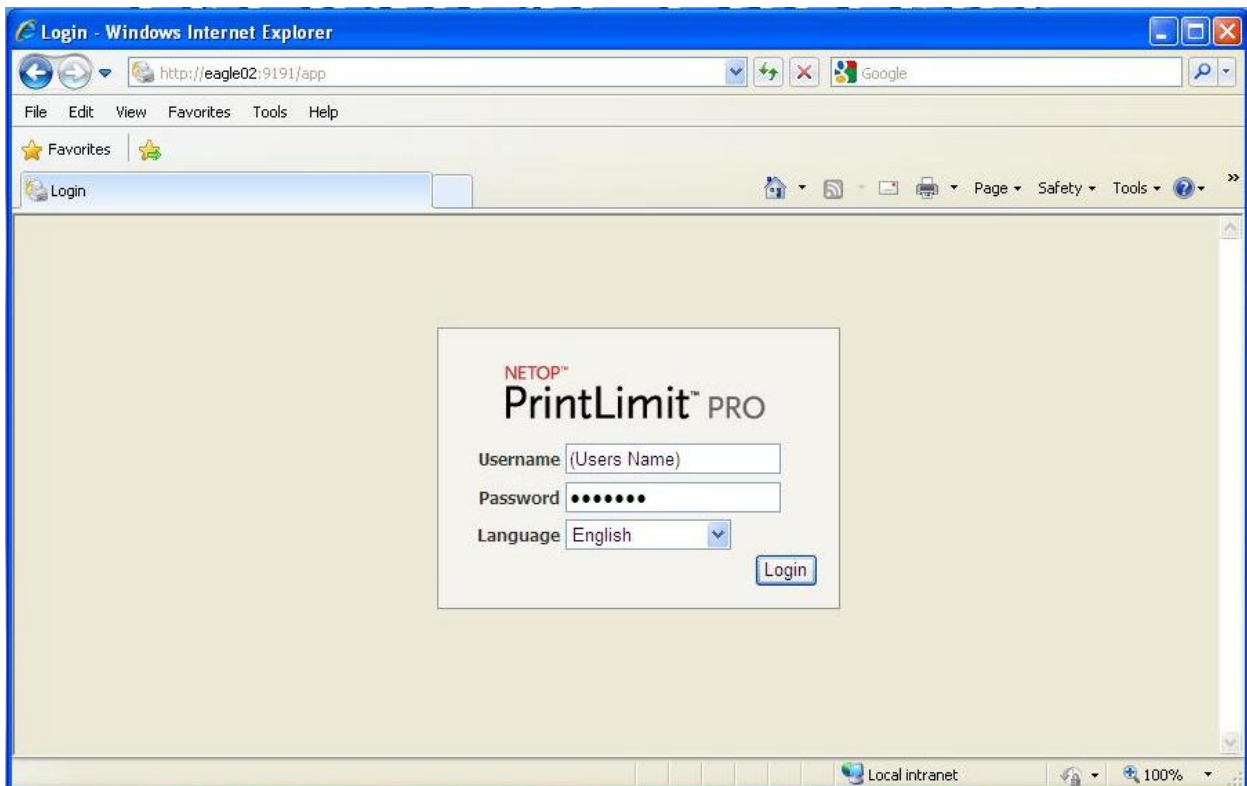 Login - Windows Internet Explorer
http://eagle02:9191/app
Google
File Edit View Favorites Tools Help
Favorites
Login
Page Safety Tools
NETOP™
PrintLimit™ PRO
Username (Users Name)
Password •••••••
Language English
Login
Local intranet 100%